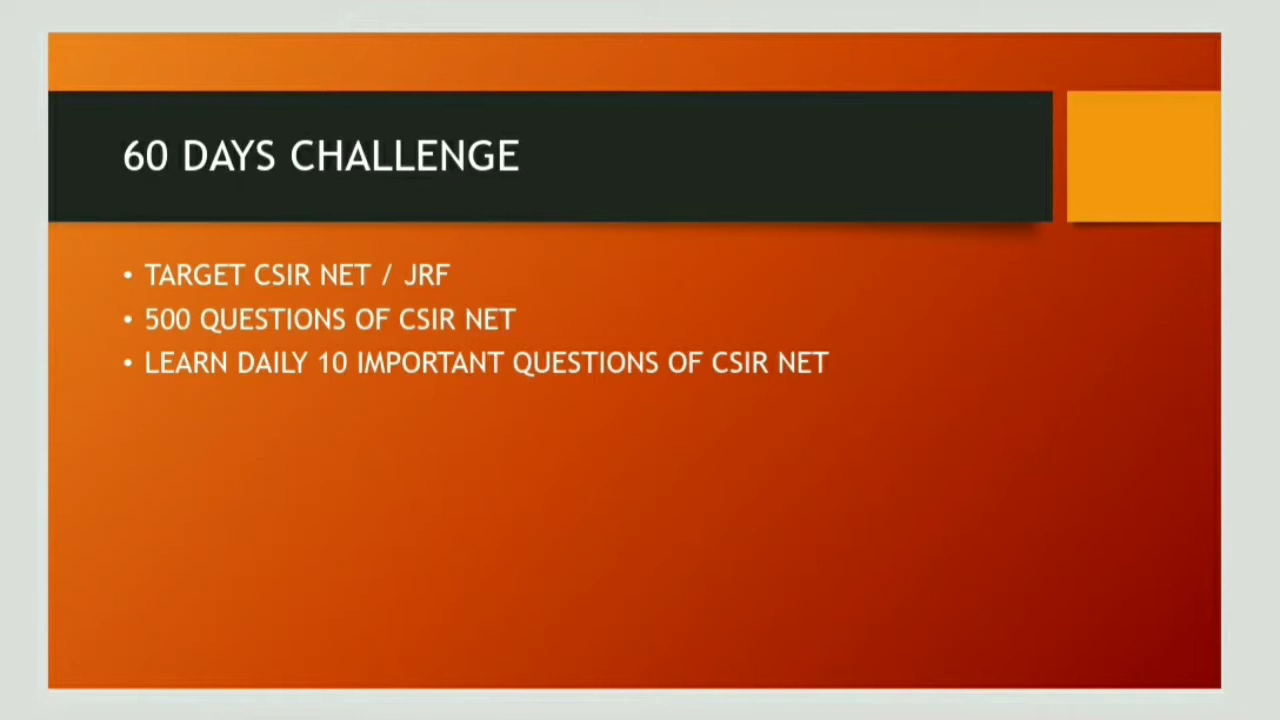 60 DAYS CHALLENGE
• TARGET CSIR NET / JRF
• 500 QUESTIONS OF CSIR NET
• LEARN DAILY 10 IMPORTANT QUESTIONS OF CSIR NET